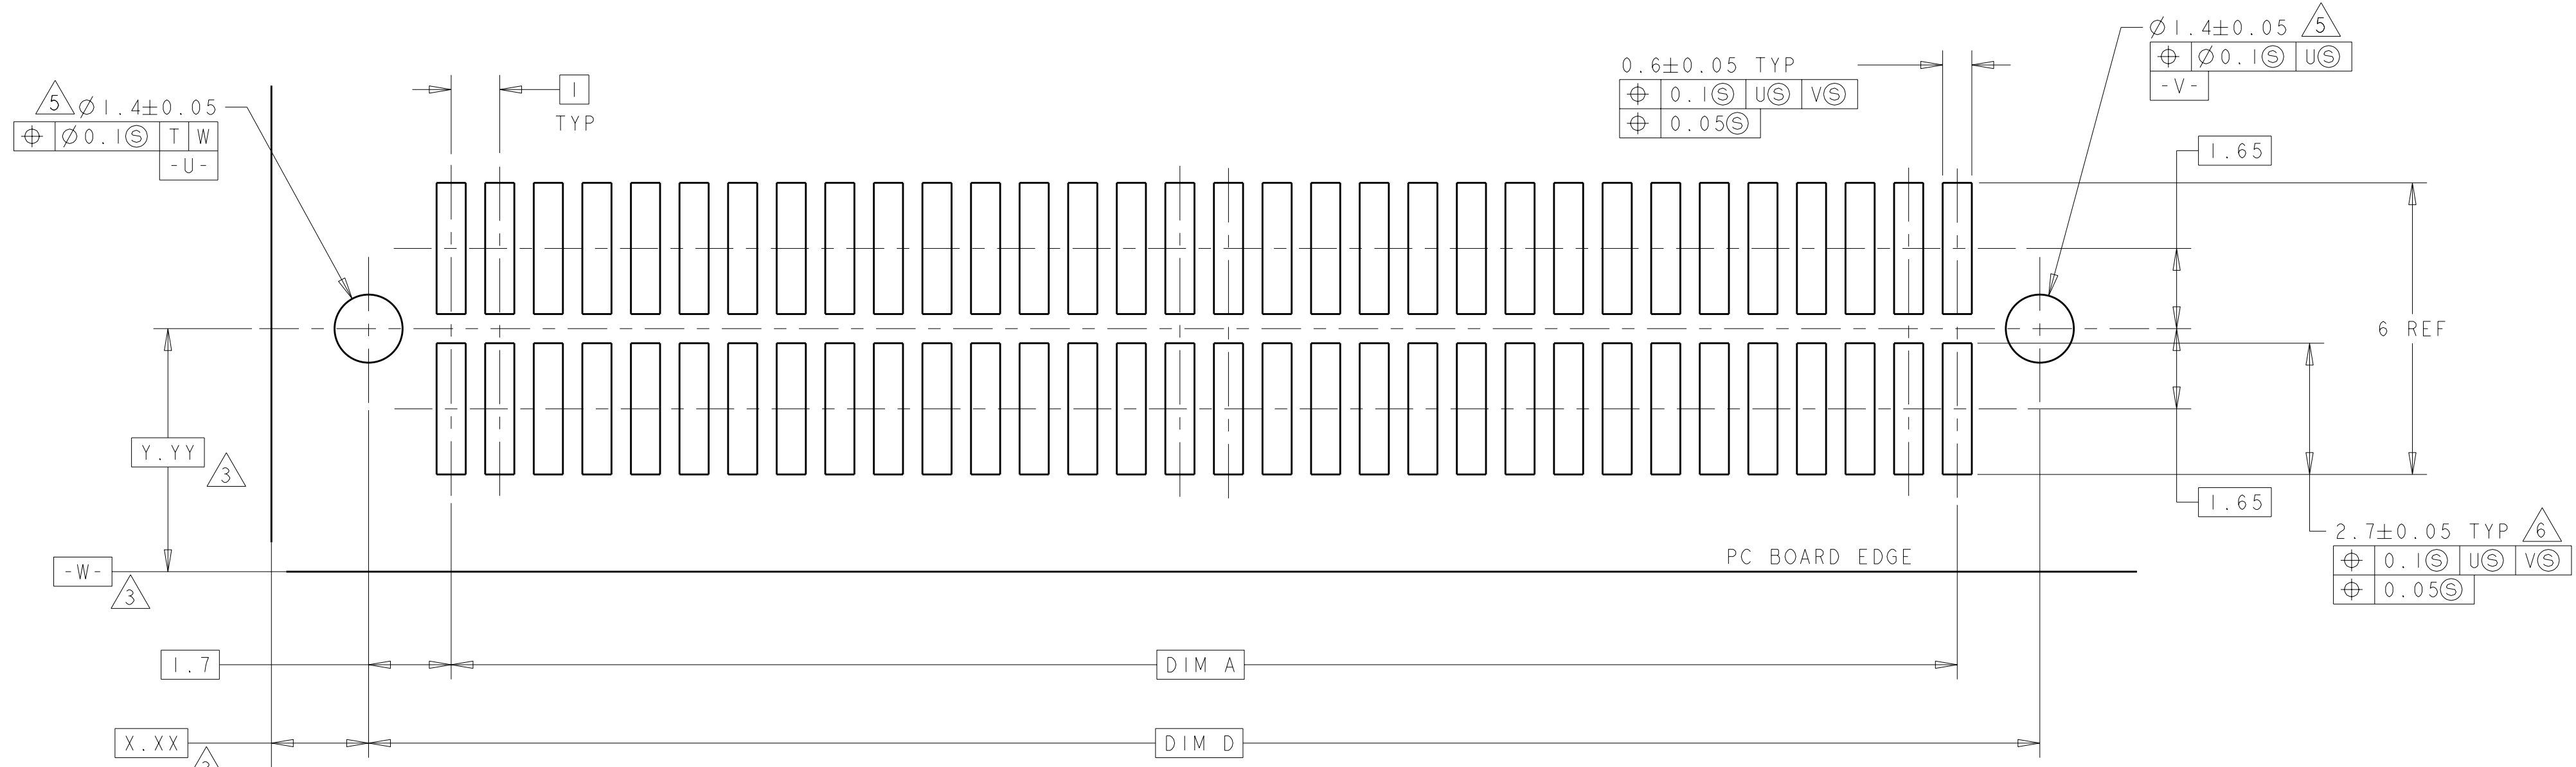 5 Ø1.4±0.05
⌖ Ø0.1Ⓢ T W
-U-
1
TYP
0.6±0.05 TYP
⌖ 0.1Ⓢ UⓈ VⓈ
⌖ 0.05Ⓢ
Ø1.4±0.05 5
⌖ Ø0.1Ⓢ UⓈ
-V-
1.65
6 REF
Y.YY 3
1.65
2.7±0.05 TYP 6
⌖ 0.1Ⓢ UⓈ VⓈ
⌖ 0.05Ⓢ
PC BOARD EDGE
-W- 3
1.7
DIM A
X.XX
DIM D